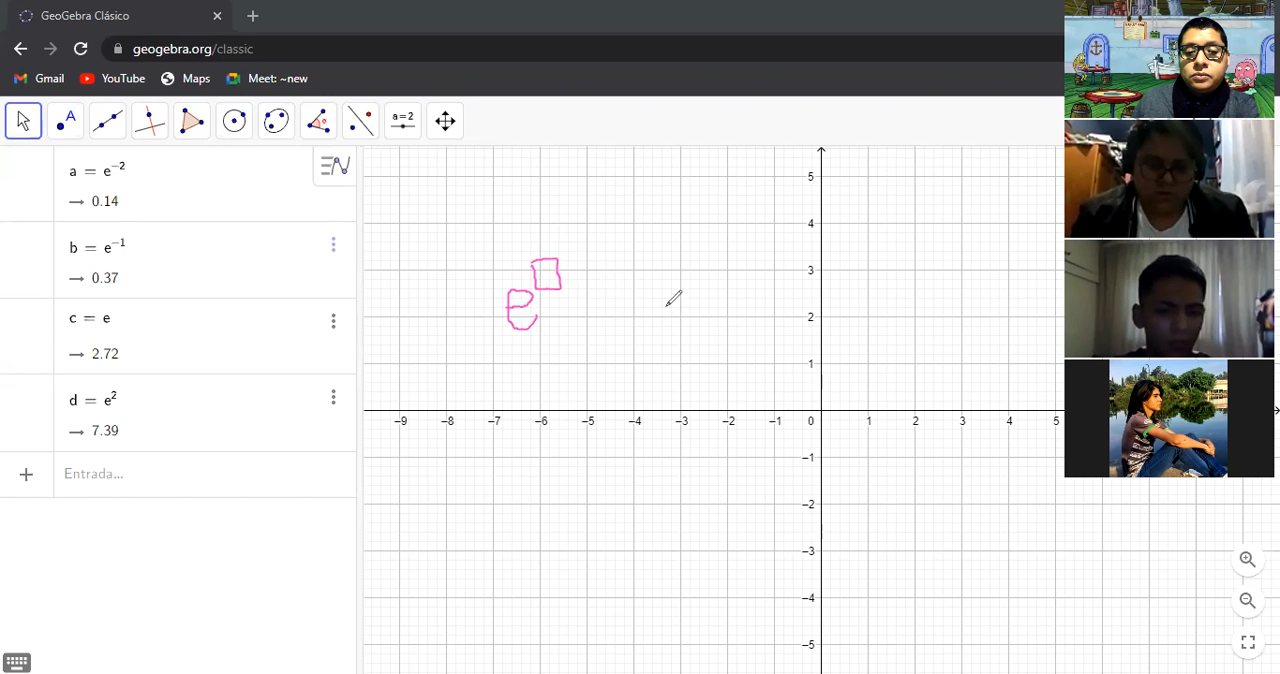 GeoGebra Clásico
geogebra.org/classic
Gmail YouTube Maps Meet: ~new
A a=2
a = e⁻²
→ 0.14
b = e⁻¹
→ 0.37
c = e
→ 2.72
d = e²
→ 7.39
+ Entrada...
e□
5
4
3
2
1
−9 −8 −7 −6 −5 −4 −3 −2 −1 0 1 2 3 4 5
−1
−2
−3
−4
−5